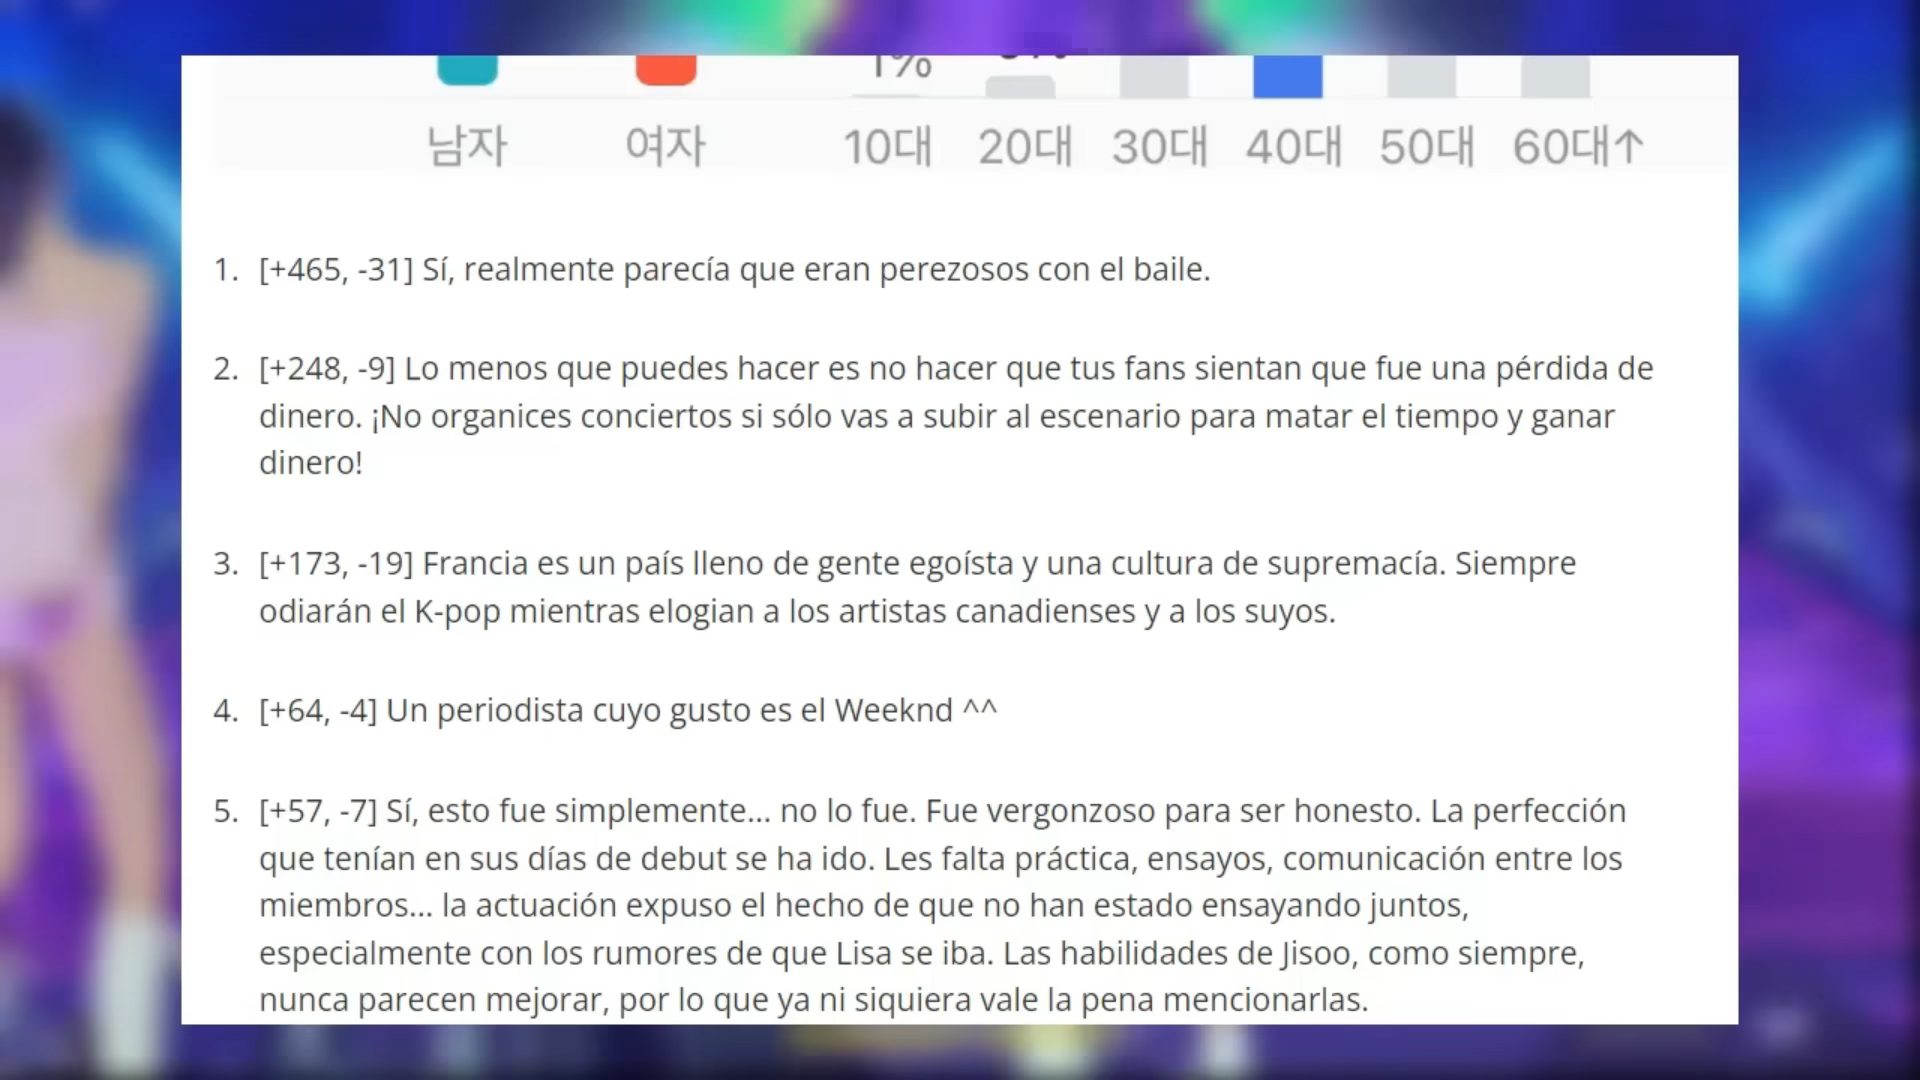 1%
남자 여자 10대 20대 30대 40대 50대 60대↑
1. [+465, -31] Sí, realmente parecía que eran perezosos con el baile.
2. [+248, -9] Lo menos que puedes hacer es no hacer que tus fans sientan que fue una pérdida de
dinero. ¡No organices conciertos si sólo vas a subir al escenario para matar el tiempo y ganar
dinero!
3. [+173, -19] Francia es un país lleno de gente egoísta y una cultura de supremacía. Siempre
odiarán el K-pop mientras elogian a los artistas canadienses y a los suyos.
4. [+64, -4] Un periodista cuyo gusto es el Weeknd ^^
5. [+57, -7] Sí, esto fue simplemente... no lo fue. Fue vergonzoso para ser honesto. La perfección
que tenían en sus días de debut se ha ido. Les falta práctica, ensayos, comunicación entre los
miembros... la actuación expuso el hecho de que no han estado ensayando juntos,
especialmente con los rumores de que Lisa se iba. Las habilidades de Jisoo, como siempre,
nunca parecen mejorar, por lo que ya ni siquiera vale la pena mencionarlas.